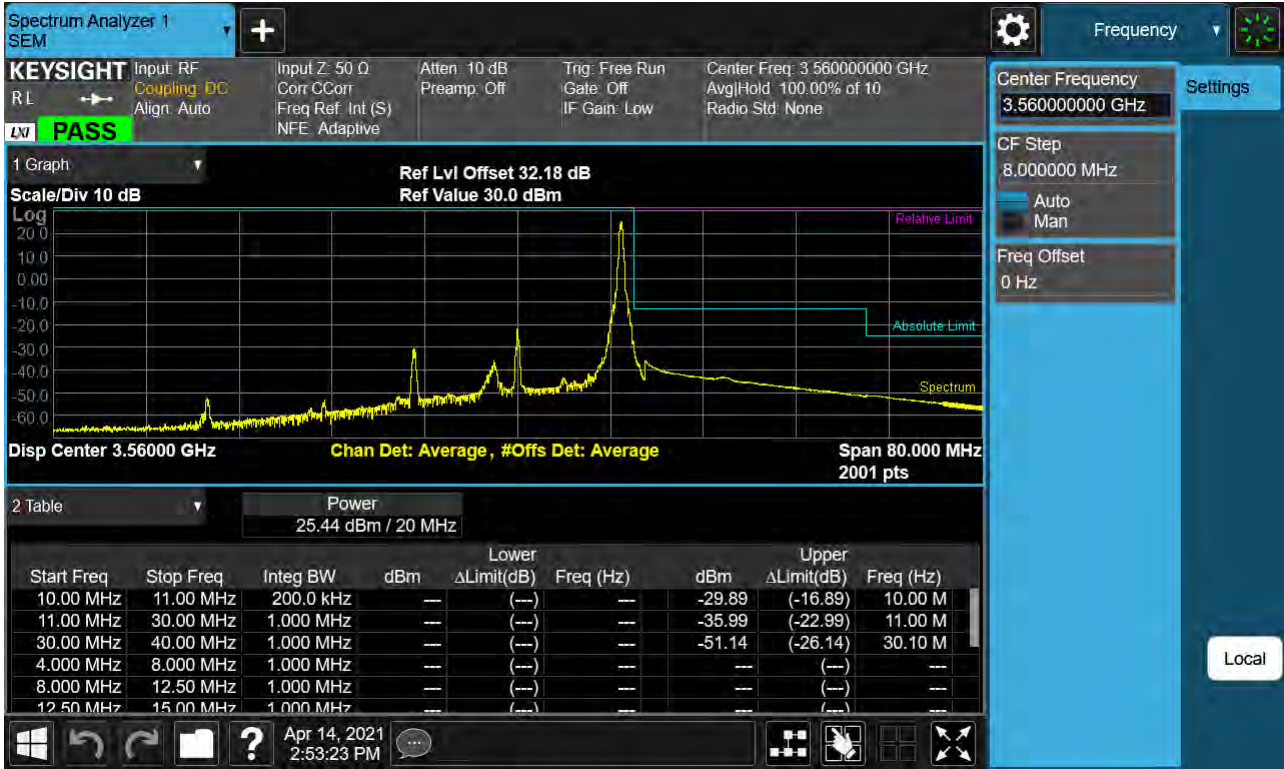 Spectrum Analyzer 1
SEM
Frequency
KEYSIGHT
R L
LXI
PASS
Input: RF
Coupling: DC
Align: Auto
Input Z: 50 Ω
Corr CCorr
Freq Ref: Int (S)
NFE: Adaptive
Atten: 10 dB
Preamp: Off
Trig: Free Run
Gate: Off
IF Gain: Low
Center Freq: 3.560000000 GHz
Avg|Hold: 100.00% of 10
Radio Std: None
Center Frequency
3.560000000 GHz
Settings
CF Step
8.000000 MHz
Auto
Man
Freq Offset
0 Hz
Local
1 Graph
Scale/Div 10 dB
Ref Lvl Offset 32.18 dB
Ref Value 30.0 dBm
Log
20.0
10.0
0.00
-10.0
-20.0
-30.0
-40.0
-50.0
-60.0
Relative Limit
Absolute Limit
Spectrum
Disp Center 3.56000 GHz
Chan Det: Average, #Offs Det: Average
Span 80.000 MHz
2001 pts
2 Table
Power
25.44 dBm / 20 MHz
Lower Upper
Start Freq Stop Freq Integ BW dBm ΔLimit(dB) Freq (Hz) dBm ΔLimit(dB) Freq (Hz)
10.00 MHz 11.00 MHz 200.0 kHz --- (---) --- -29.89 (-16.89) 10.00 M
11.00 MHz 30.00 MHz 1.000 MHz --- (---) --- -35.99 (-22.99) 11.00 M
30.00 MHz 40.00 MHz 1.000 MHz --- (---) --- -51.14 (-26.14) 30.10 M
4.000 MHz 8.000 MHz 1.000 MHz --- (---) --- --- (---) ---
8.000 MHz 12.50 MHz 1.000 MHz --- (---) --- --- (---) ---
12.50 MHz 15.00 MHz 1.000 MHz --- (---) --- --- (---) ---
?
Apr 14, 2021
2:53:23 PM